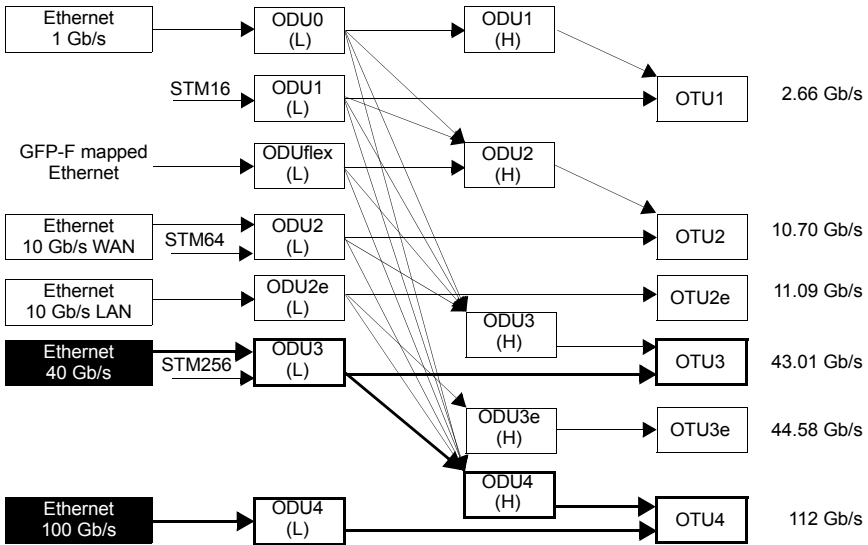 Ethernet
1 Gb/s
ODU0
(L)
ODU1
(H)
STM16
ODU1
(L)
OTU1
2.66 Gb/s
GFP-F mapped
Ethernet
ODUflex
(L)
ODU2
(H)
Ethernet
10 Gb/s WAN
STM64
ODU2
(L)
OTU2
10.70 Gb/s
Ethernet
10 Gb/s LAN
ODU2e
(L)
OTU2e
11.09 Gb/s
ODU3
(H)
Ethernet
40 Gb/s
STM256
ODU3
(L)
OTU3
43.01 Gb/s
ODU3e
(H)
OTU3e
44.58 Gb/s
ODU4
(H)
Ethernet
100 Gb/s
ODU4
(L)
OTU4
112 Gb/s